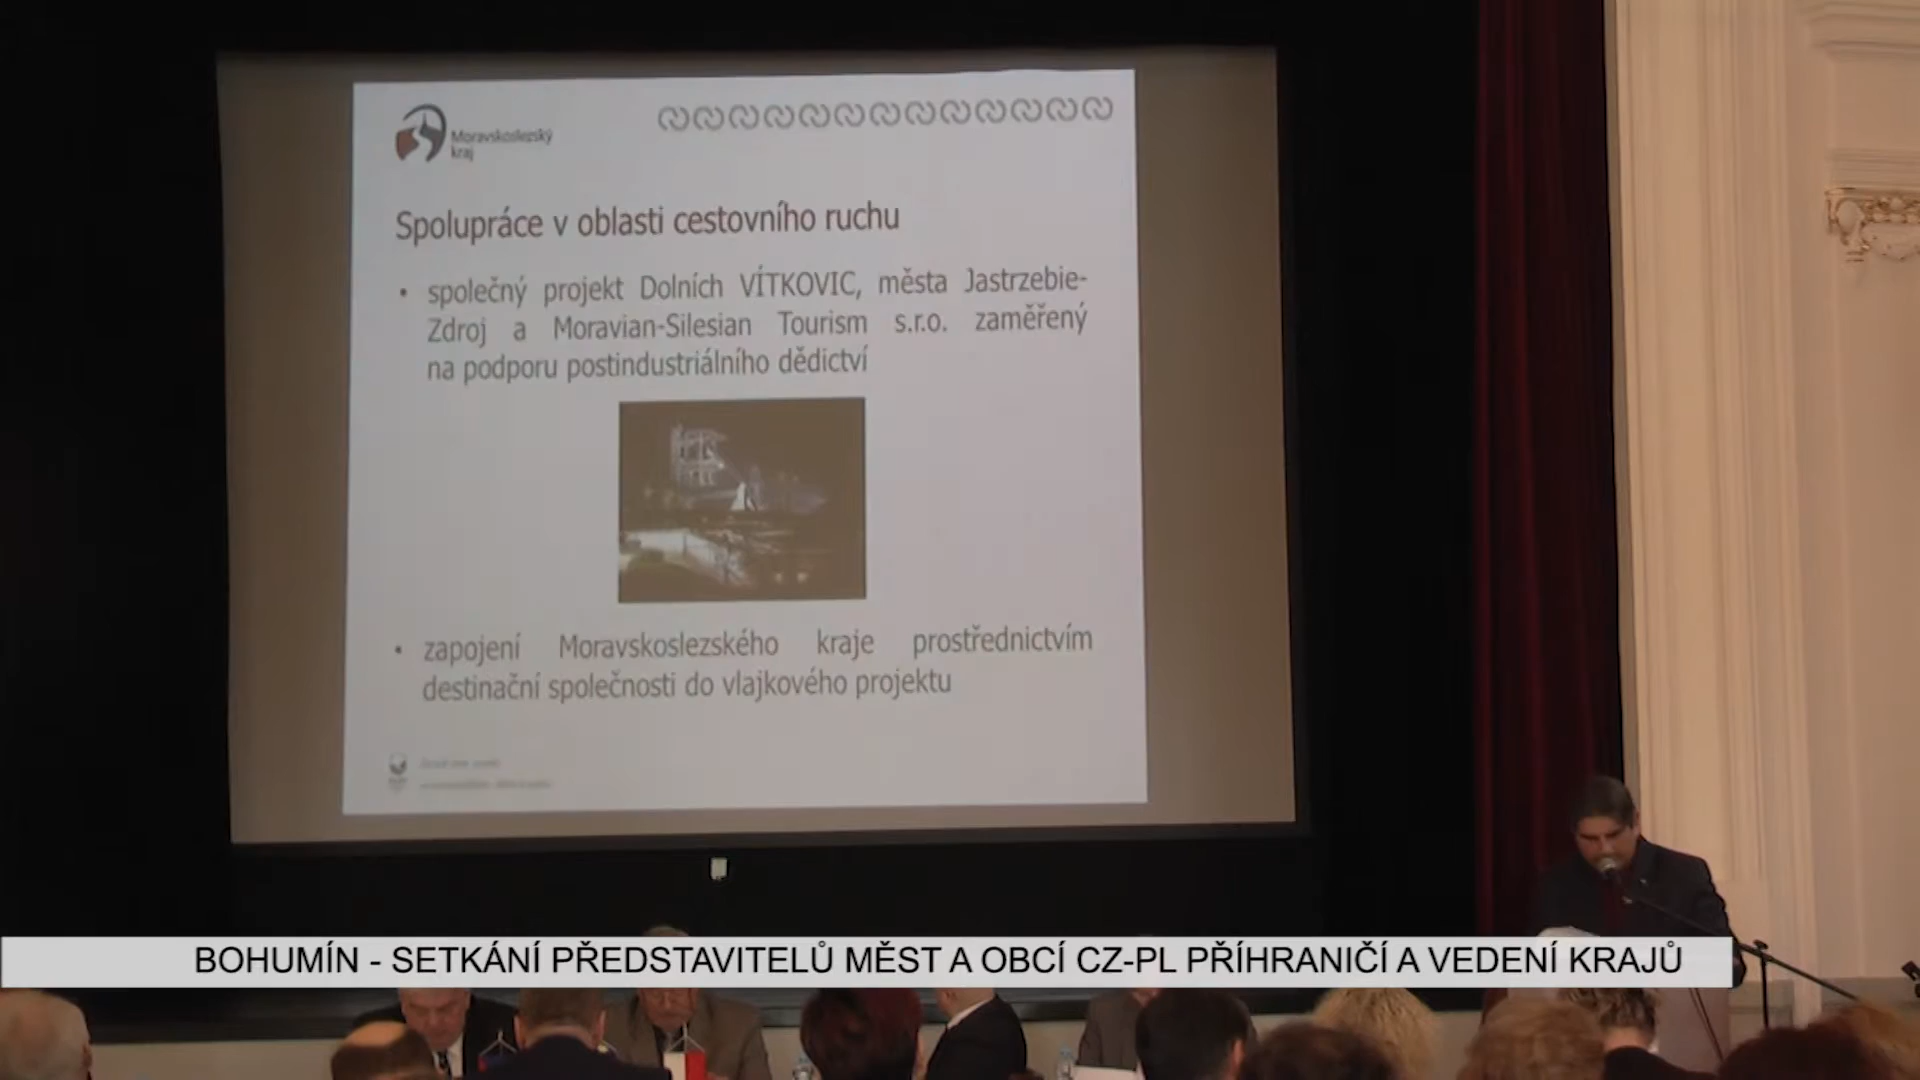 Moravskoslezský
kraj
Spolupráce v oblasti cestovního ruchu
• společný projekt Dolních VÍTKOVIC, města Jastrzebie-
Zdroj a Moravian-Silesian Tourism s.r.o. zaměřený
na podporu postindustriálního dědictví
• zapojení Moravskoslezského kraje prostřednictvím
destinační společnosti do vlajkového projektu
BOHUMÍN - SETKÁNÍ PŘEDSTAVITELŮ MĚST A OBCÍ CZ-PL PŘÍHRANIČÍ A VEDENÍ KRAJŮ